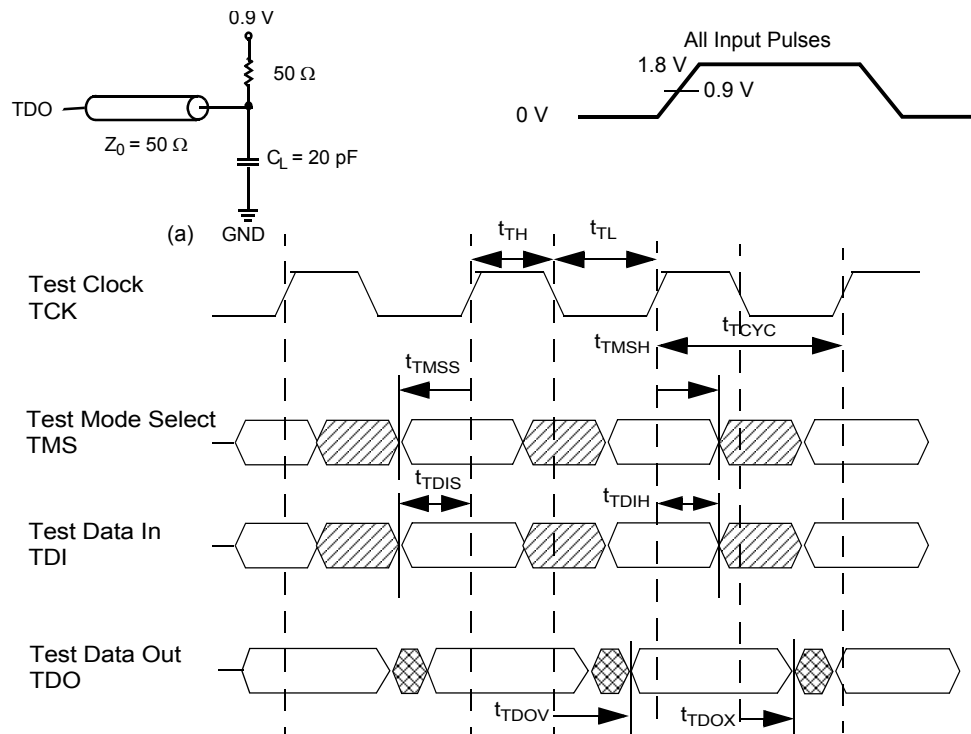 0.9 V
50 Ω
TDO
Z0 = 50 Ω
CL = 20 pF
(a)
GND
All Input Pulses
1.8 V
0.9 V
0 V
tTH
tTL
Test Clock
TCK
tTCYC
tTMSH
tTMSS
Test Mode Select
TMS
tTDIS
tTDIH
Test Data In
TDI
Test Data Out
TDO
tTDOV
tTDOX